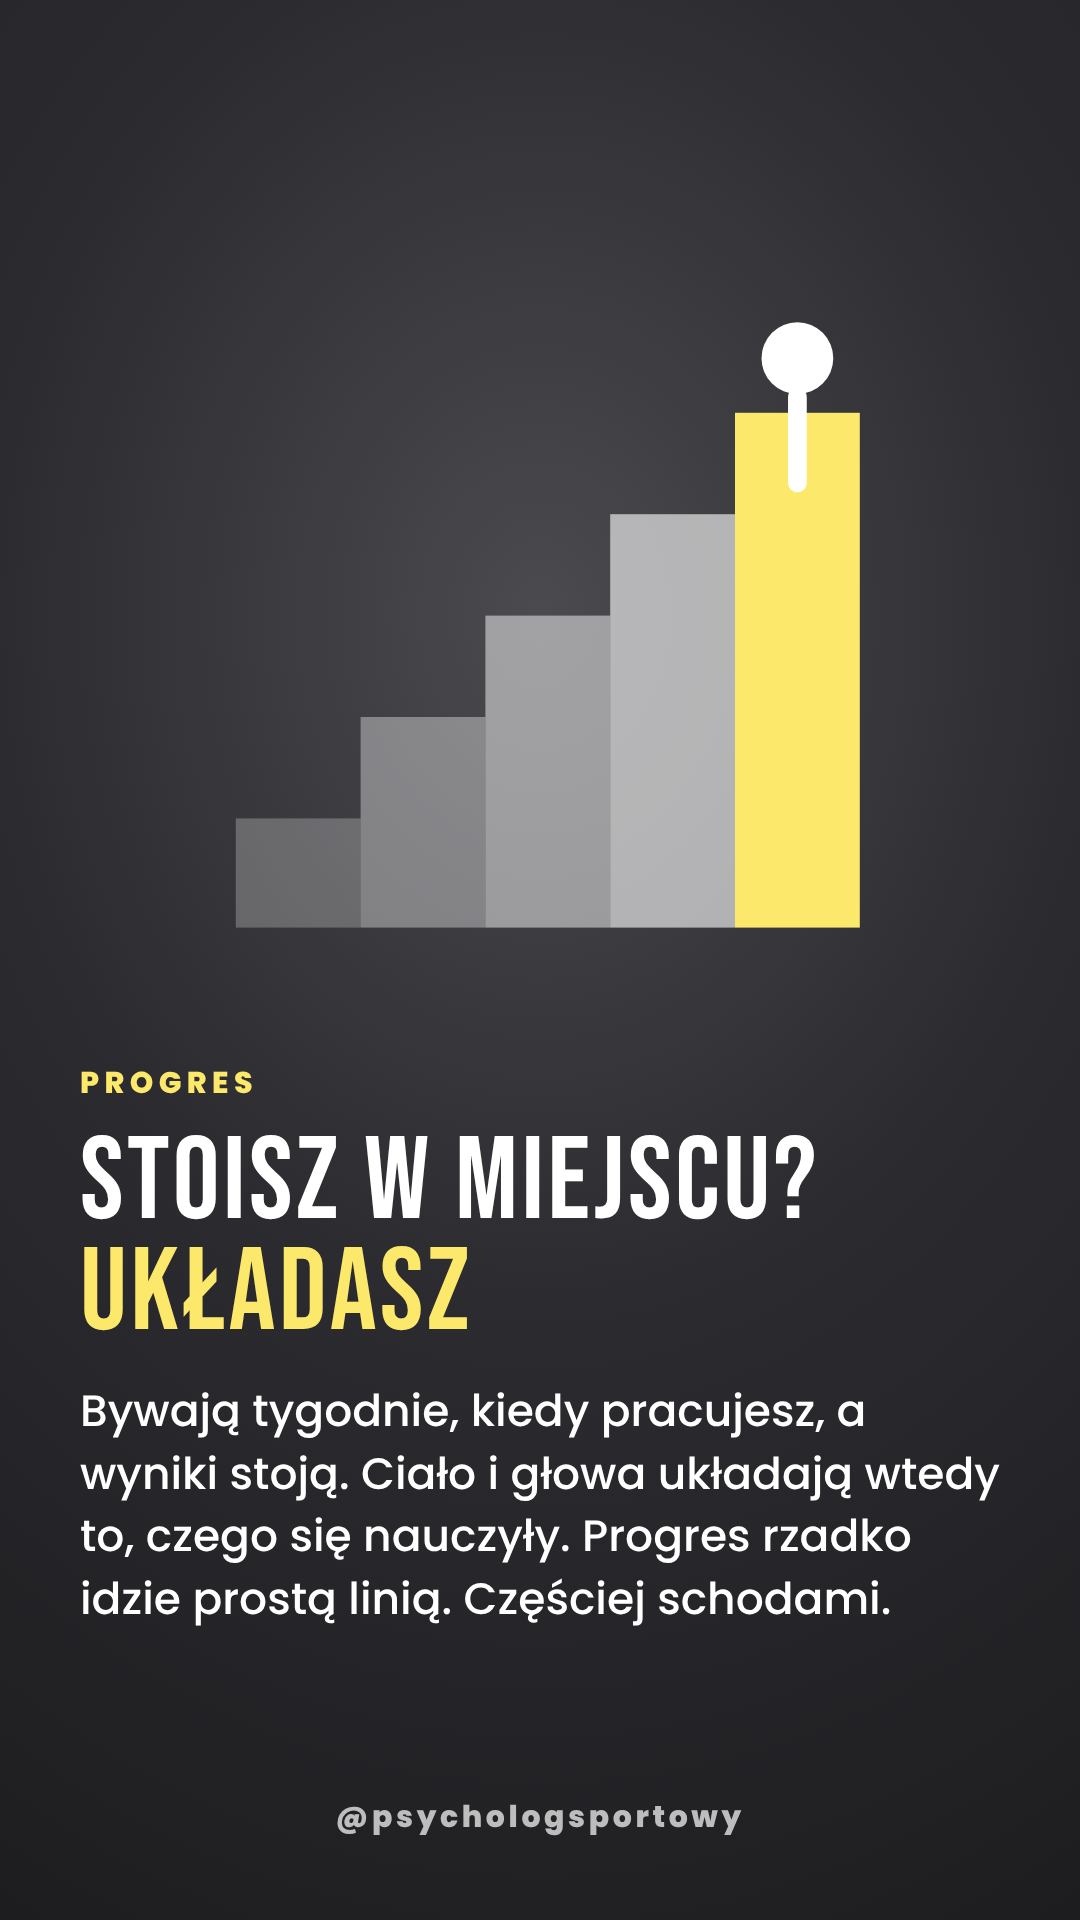 PROGRES
STOISZ W MIEJSCU?
UKŁADASZ
Bywają tygodnie, kiedy pracujesz, a
wyniki stoją. Ciało i głowa układają wtedy
to, czego się nauczyły. Progres rzadko
idzie prostą linią. Częściej schodami.
@psychologsportowy